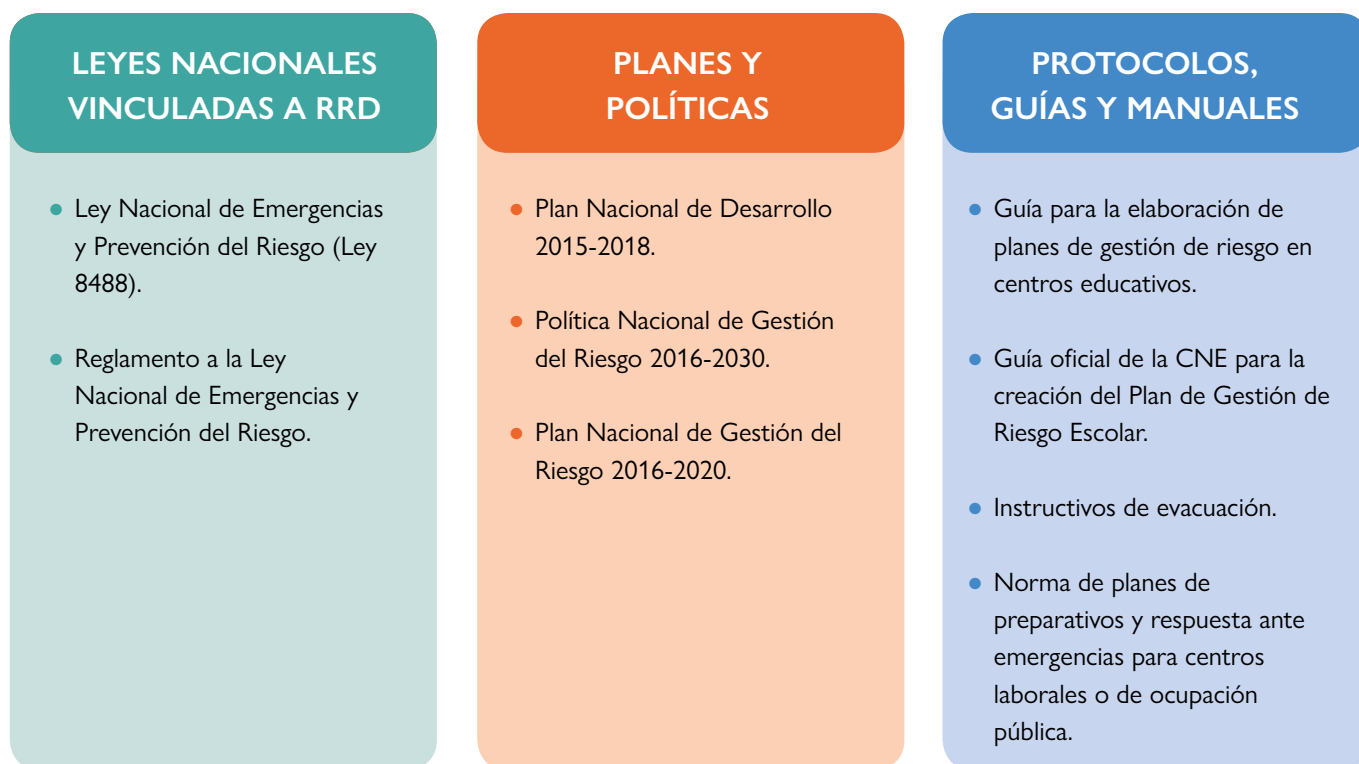 LEYES NACIONALES
VINCULADAS A RRD
● Ley Nacional de Emergencias
y Prevención del Riesgo (Ley
8488).
● Reglamento a la Ley
Nacional de Emergencias y
Prevención del Riesgo.
PLANES Y
POLÍTICAS
● Plan Nacional de Desarrollo
2015-2018.
● Política Nacional de Gestión
del Riesgo 2016-2030.
● Plan Nacional de Gestión del
Riesgo 2016-2020.
PROTOCOLOS,
GUÍAS Y MANUALES
● Guía para la elaboración de
planes de gestión de riesgo en
centros educativos.
● Guía oficial de la CNE para la
creación del Plan de Gestión de
Riesgo Escolar.
● Instructivos de evacuación.
● Norma de planes de
preparativos y respuesta ante
emergencias para centros
laborales o de ocupación
pública.